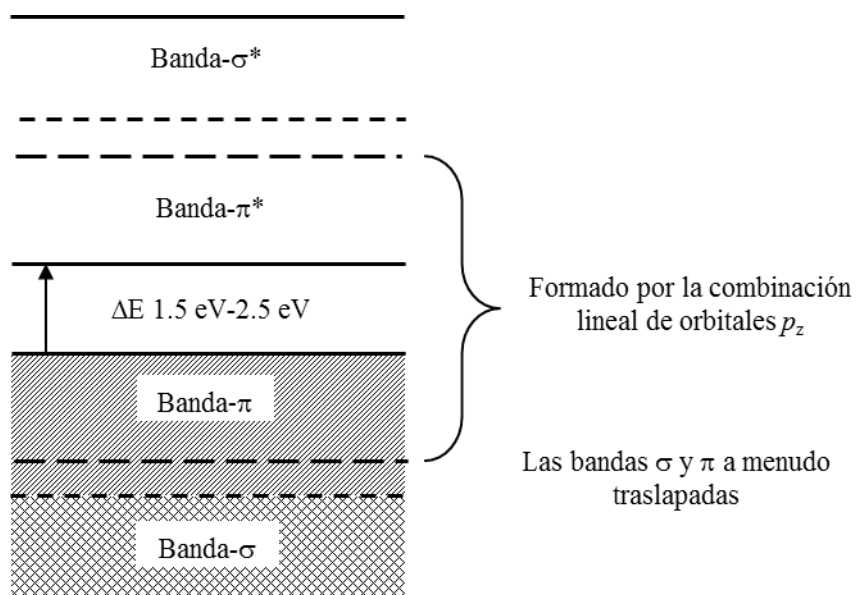 Banda-σ*
Banda-π*
ΔE 1.5 eV-2.5 eV
Banda-π
Banda-σ
Formado por la combinación
lineal de orbitales pz
Las bandas σ y π a menudo
traslapadas